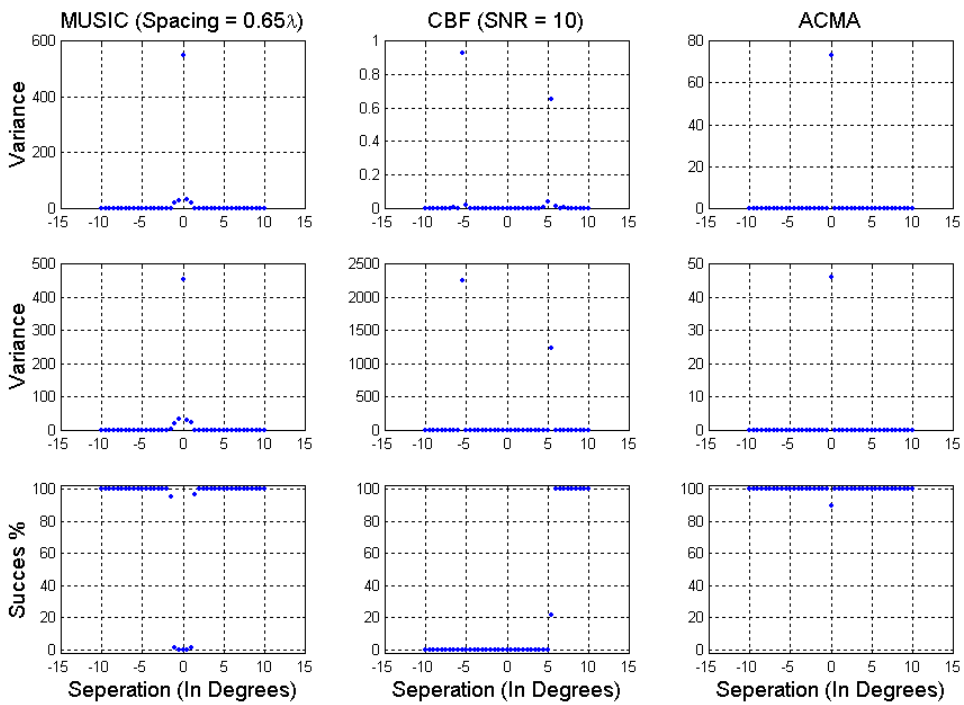 MUSIC (Spacing = 0.65λ)
CBF (SNR = 10)
ACMA
Variance
600
400
200
0
-15 -10 -5 0 5 10 15
1
0.8
0.6
0.4
0.2
0
-15 -10 -5 0 5 10 15
80
60
40
20
0
-15 -10 -5 0 5 10 15
Variance
500
400
300
200
100
0
-15 -10 -5 0 5 10 15
2500
2000
1500
1000
500
0
-15 -10 -5 0 5 10 15
50
40
30
20
10
0
-15 -10 -5 0 5 10 15
Succes %
100
80
60
40
20
0
-15 -10 -5 0 5 10 15
Seperation (In Degrees)
100
80
60
40
20
0
-15 -10 -5 0 5 10 15
Seperation (In Degrees)
100
80
60
40
20
0
-15 -10 -5 0 5 10 15
Seperation (In Degrees)